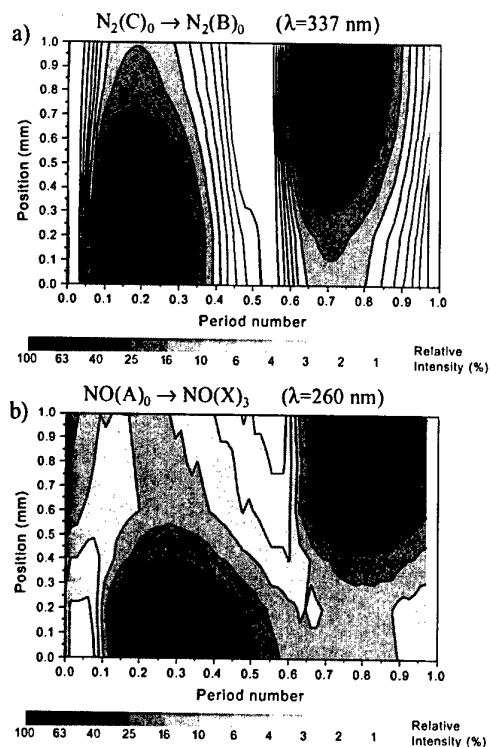 a) N₂(C)₀ → N₂(B)₀ (λ=337 nm)
Position (mm)
1.0
0.9
0.8
0.7
0.6
0.5
0.4
0.3
0.2
0.1
0.0
0.0 0.1 0.2 0.3 0.4 0.5 0.6 0.7 0.8 0.9 1.0
Period number
100 63 40 25 16 10 6 4 3 2 1 Relative Intensity (%)
b) NO(A)₀ → NO(X)₃ (λ=260 nm)
Position (mm)
1.0
0.9
0.8
0.7
0.6
0.5
0.4
0.3
0.2
0.1
0.0
0.0 0.1 0.2 0.3 0.4 0.5 0.6 0.7 0.8 0.9 1.0
Period number
100 63 40 25 16 10 6 4 3 2 1 Relative Intensity (%)